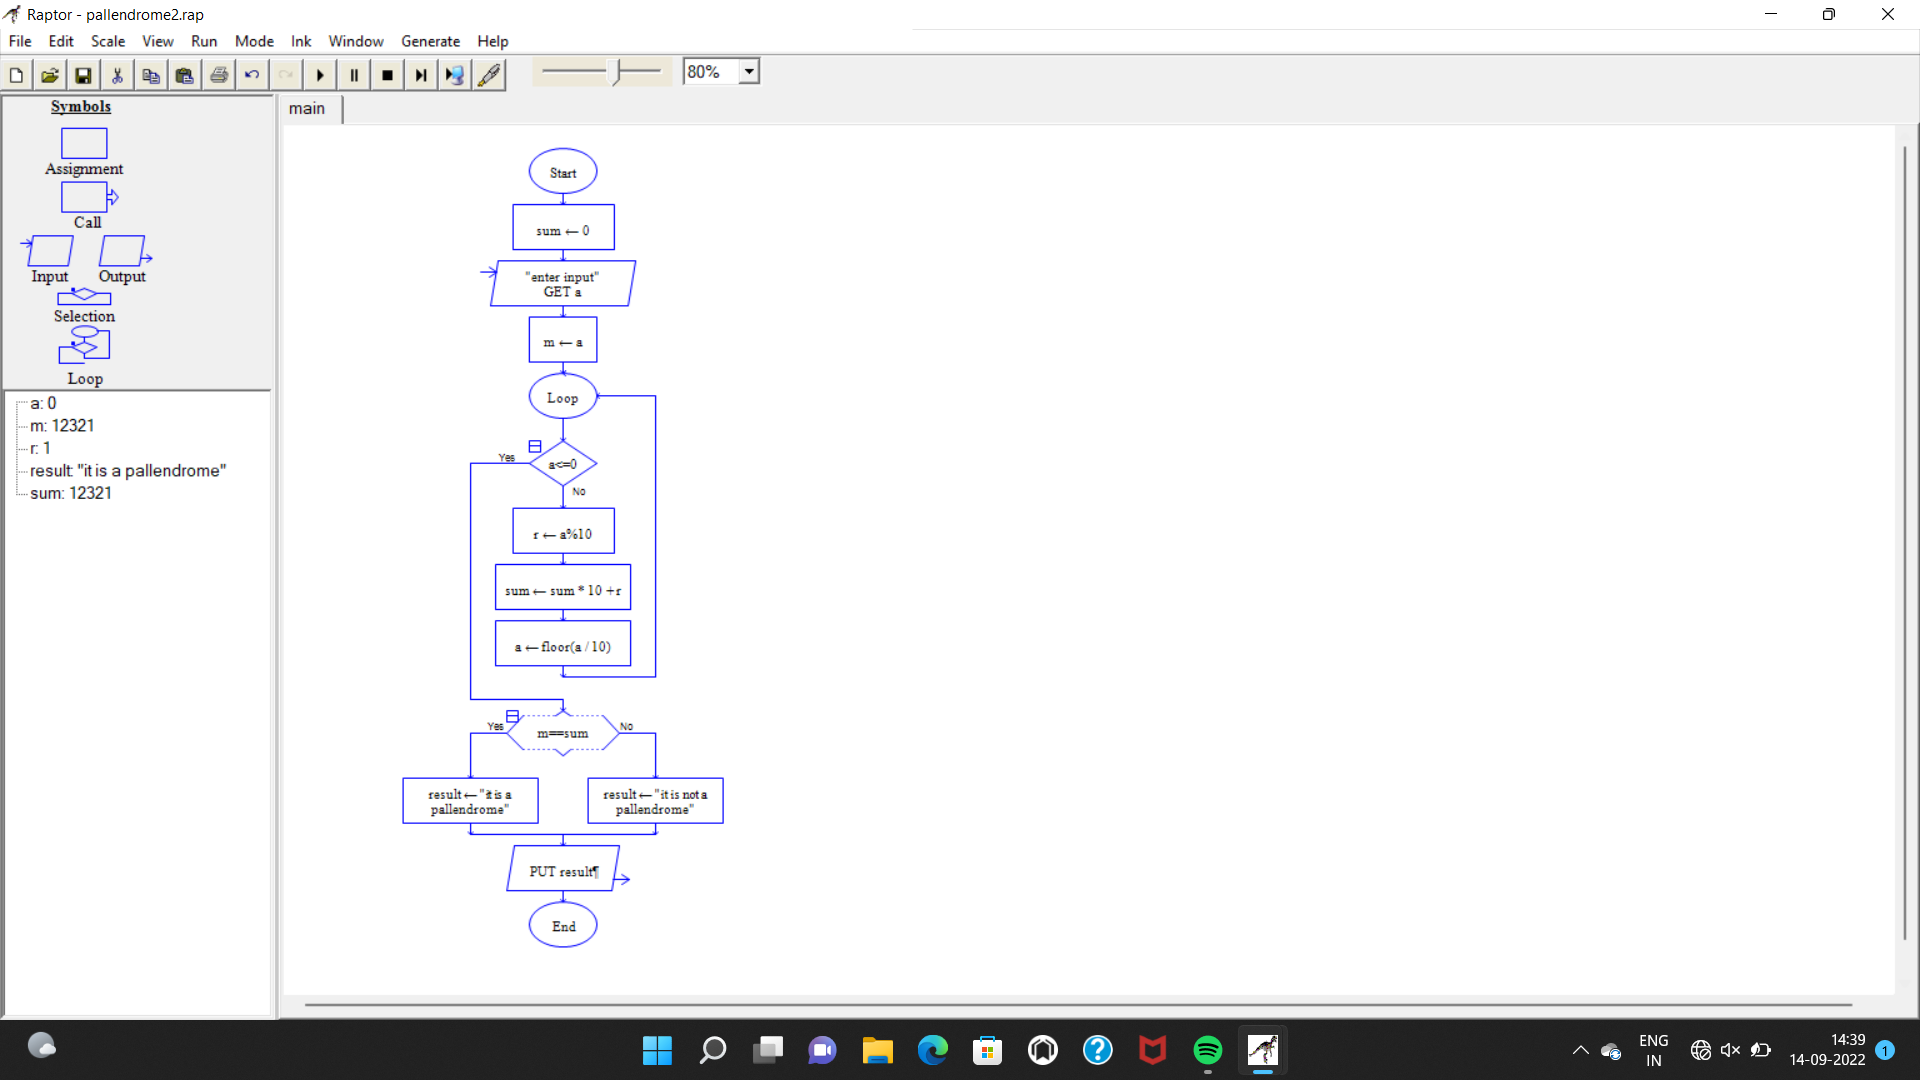 Raptor - pallendrome2.rap
File Edit Scale View Run Mode Ink Window Generate Help
80%
Symbols
Assignment
Call
Input Output
Selection
Loop
a: 0
m: 12321
r: 1
result: "it is a pallendrome"
sum: 12321
main
Start
sum ← 0
"enter input"
GET a
m ← a
Loop
Yes
a<=0
No
r ← a%10
sum ← sum * 10 +r
a ← floor(a / 10)
Yes
m==sum
No
result ← "it is a
pallendrome"
result ← "it is not a
pallendrome"
PUT result¶
End
ENG
IN
14:39
14-09-2022
1